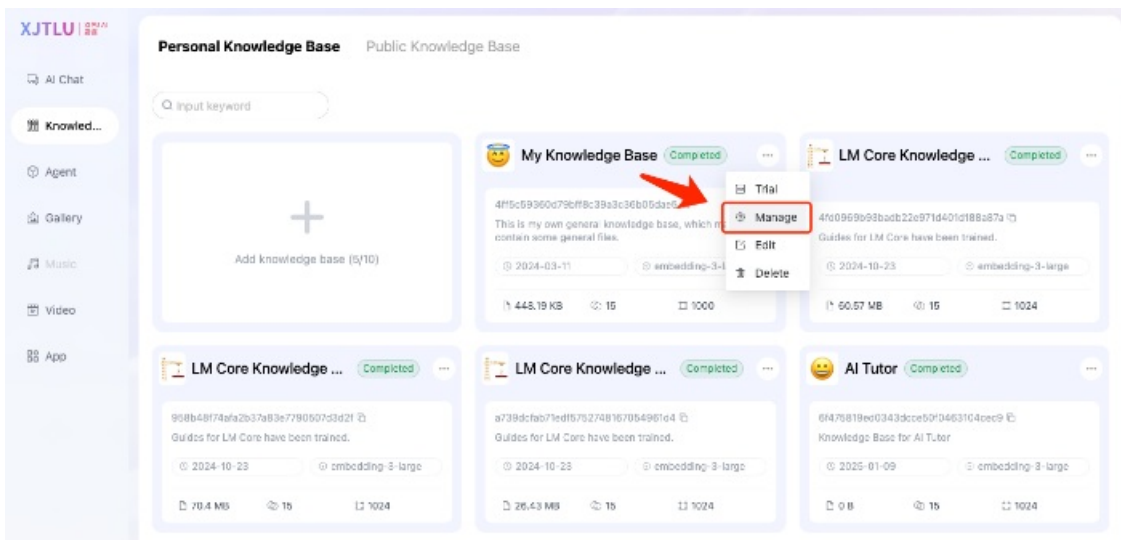 XJTLU
Personal Knowledge Base Public Knowledge Base
AI Chat
Knowled...
Agent
Gallery
Music
Video
App
Input keyword
Add knowledge base (5/10)
My Knowledge Base Completed
This is my own general knowledge base, which
contain some general files.
2024-03-11
448.19 KB 15 1000
Trial
Manage
Edit
Delete
LM Core Knowledge ... Completed
Guides for LM Core have been trained.
2024-10-23 embedding-3-large
60.57 MB 15 1024
LM Core Knowledge ... Completed
Guides for LM Core have been trained.
2024-10-23 embedding-3-large
70.4 MB 15 1024
LM Core Knowledge ... Completed
Guides for LM Core have been trained.
2024-10-23 embedding-3-large
26.43 MB 15 1024
AI Tutor Completed
Knowledge Base for AI Tutor
2025-01-09 embedding-3-large
0 B 15 1024